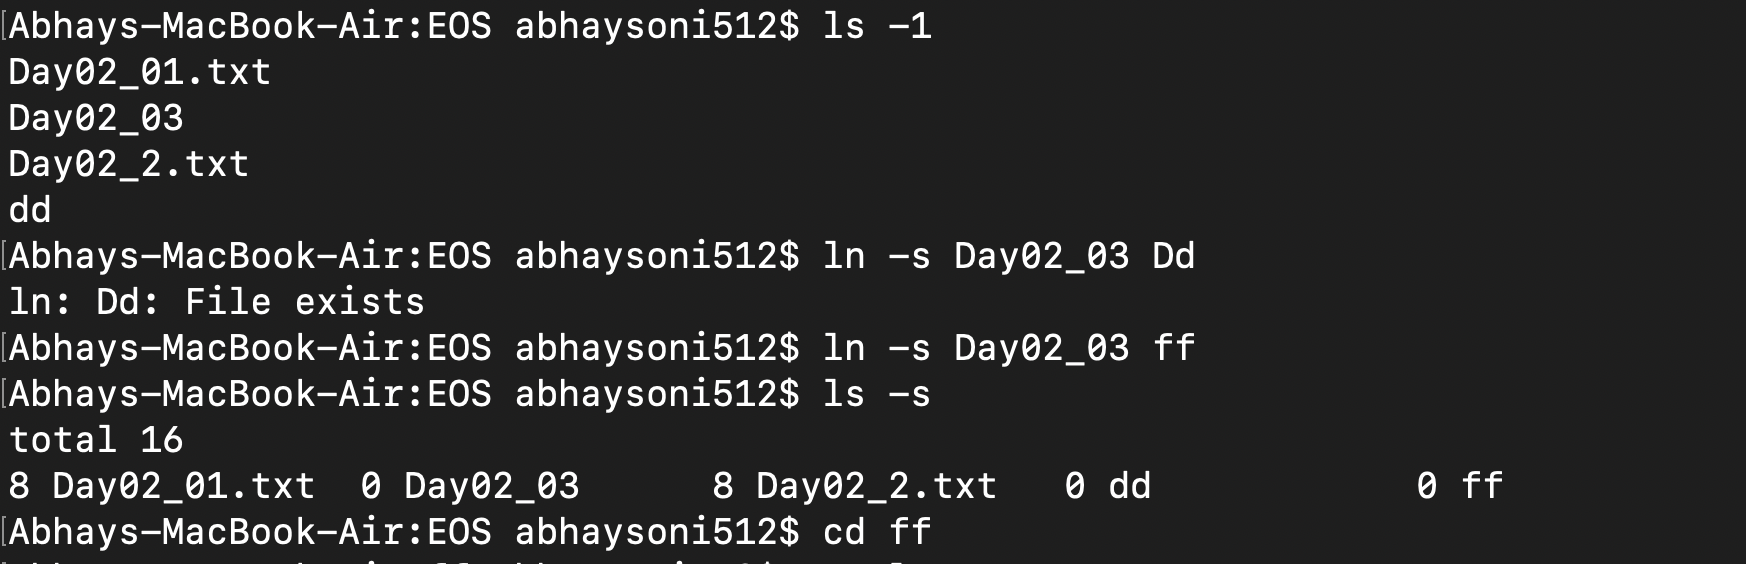 Abhays-MacBook-Air:EOS abhaysoni512$ ls -1
Day02_01.txt
Day02_03
Day02_2.txt
dd
Abhays-MacBook-Air:EOS abhaysoni512$ ln -s Day02_03 Dd
ln: Dd: File exists
Abhays-MacBook-Air:EOS abhaysoni512$ ln -s Day02_03 ff
Abhays-MacBook-Air:EOS abhaysoni512$ ls -s
total 16
8 Day02_01.txt  0 Day02_03      8 Day02_2.txt   0 dd            0 ff
Abhays-MacBook-Air:EOS abhaysoni512$ cd ff